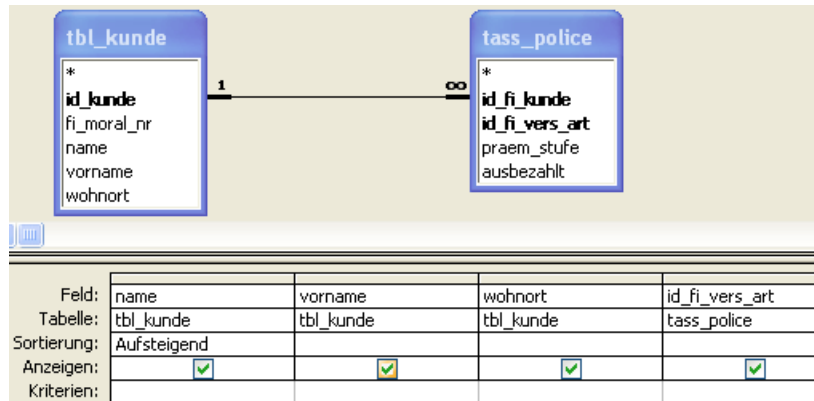 tbl_kunde
*
id_kunde
fi_moral_nr
name
vorname
wohnort
1 ∞
tass_police
*
id_fi_kunde
id_fi_vers_art
praem_stufe
ausbezahlt
Feld: name vorname wohnort id_fi_vers_art
Tabelle: tbl_kunde tbl_kunde tbl_kunde tass_police
Sortierung: Aufsteigend
Anzeigen:
Kriterien: